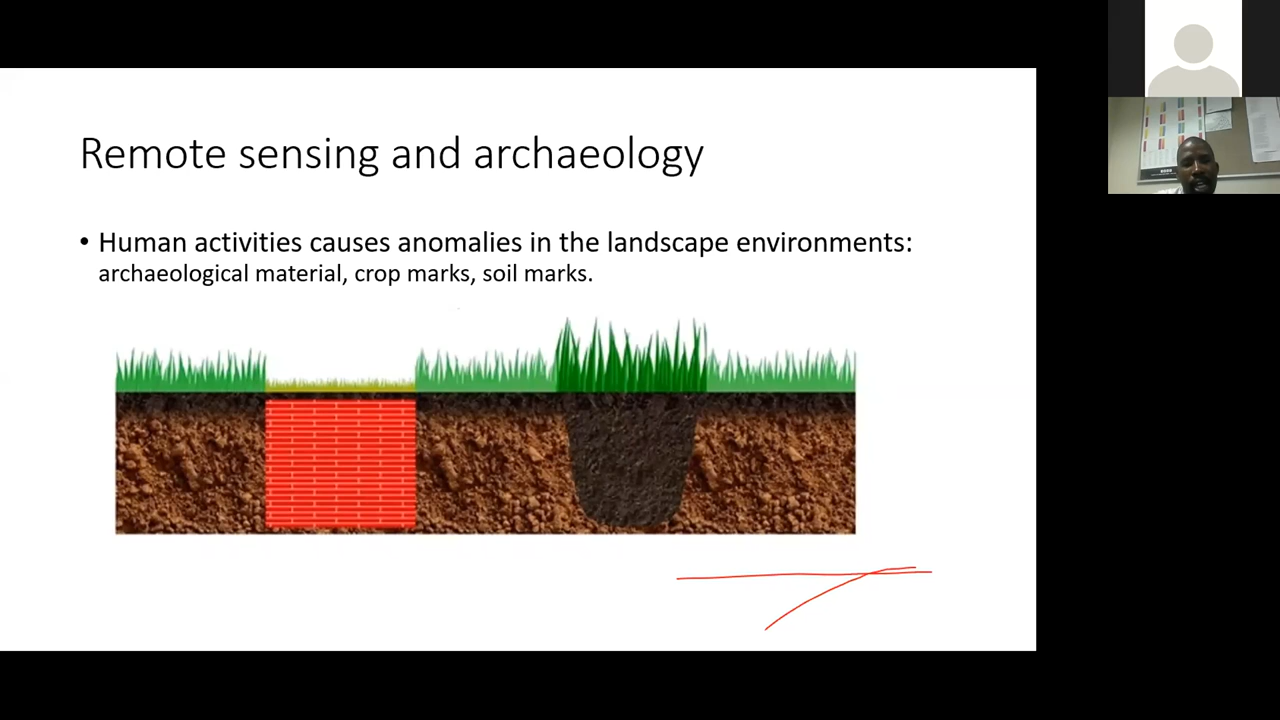 Remote sensing and archaeology
• Human activities causes anomalies in the landscape environments:
archaeological material, crop marks, soil marks.